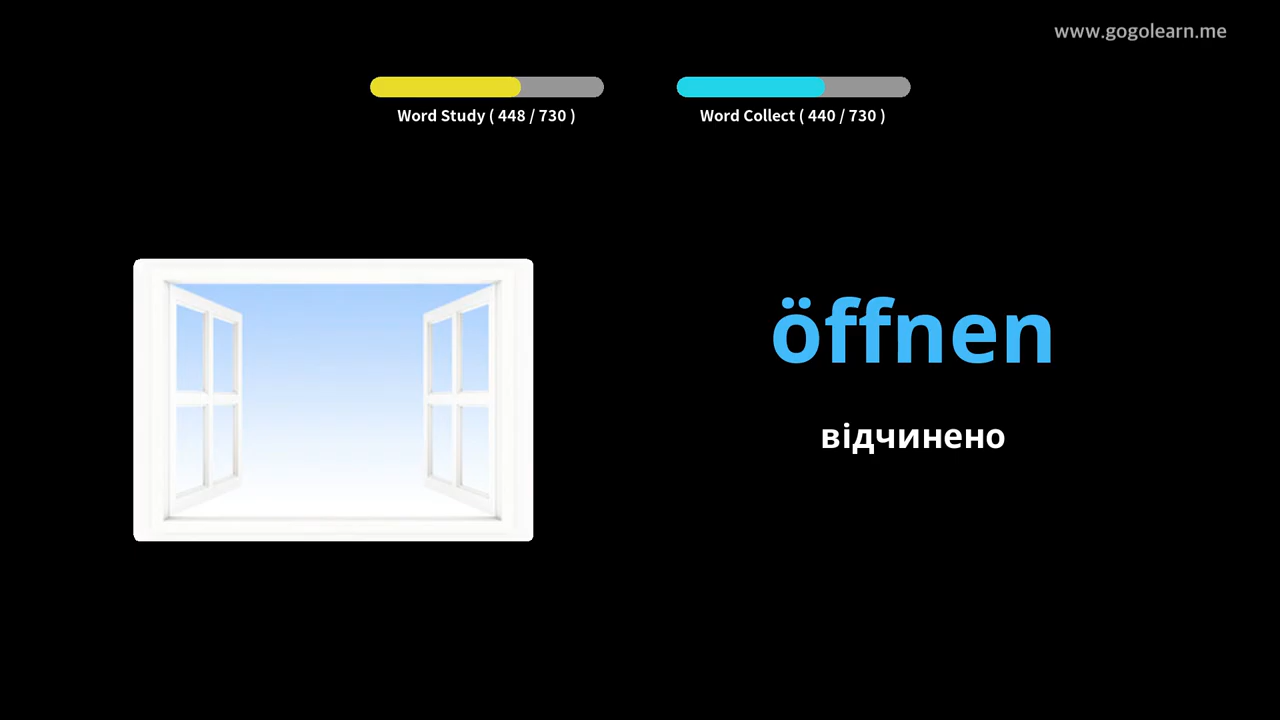 www.gogolearn.me
Word Study ( 448 / 730 )
Word Collect ( 440 / 730 )
öffnen
відчинено